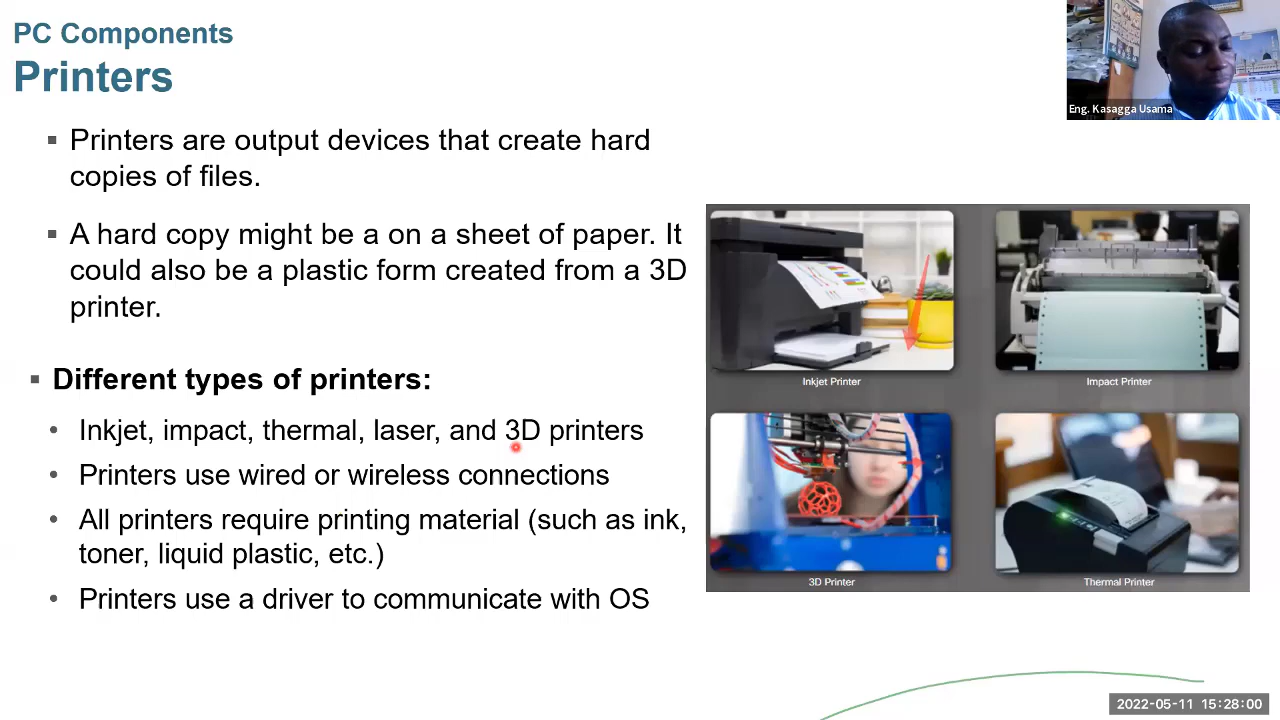 PC Components
Printers
Eng. Kasagga Usama
▪ Printers are output devices that create hard
copies of files.
▪ A hard copy might be a on a sheet of paper. It
could also be a plastic form created from a 3D
printer.
▪ Different types of printers:
• Inkjet, impact, thermal, laser, and 3D printers
• Printers use wired or wireless connections
• All printers require printing material (such as ink,
toner, liquid plastic, etc.)
• Printers use a driver to communicate with OS
Inkjet Printer
Impact Printer
3D Printer
Thermal Printer
2022-05-11 15:28:00